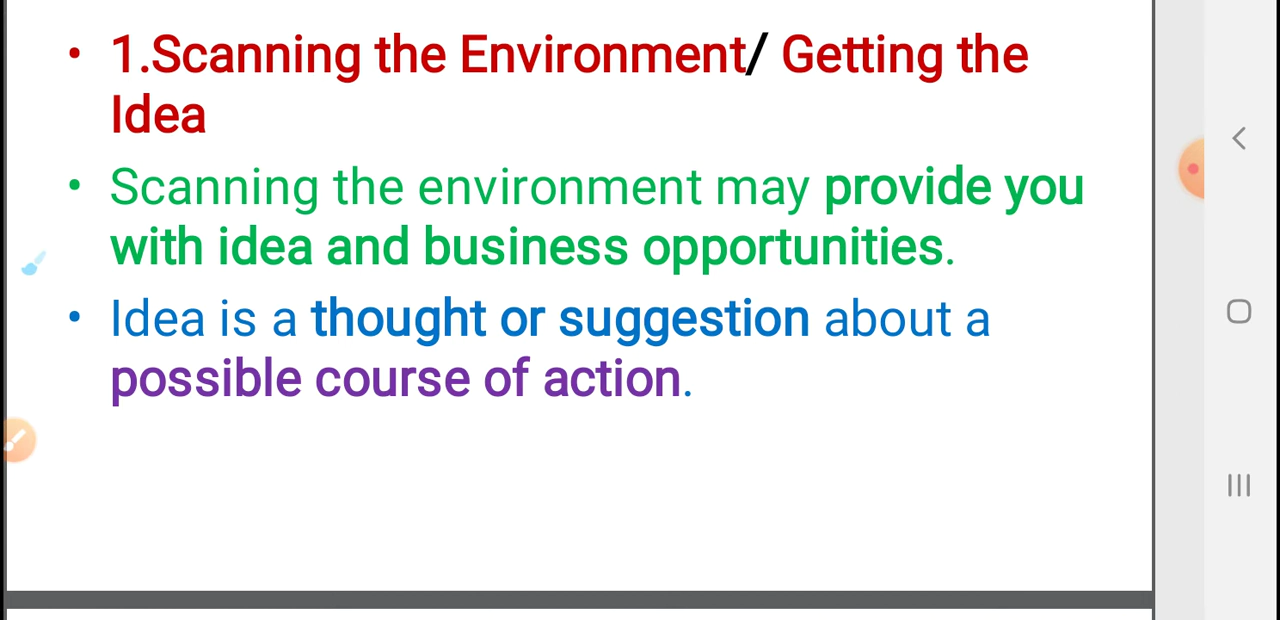 • 1.Scanning the Environment/ Getting the
Idea
• Scanning the environment may provide you
with idea and business opportunities.
• Idea is a thought or suggestion about a
possible course of action.